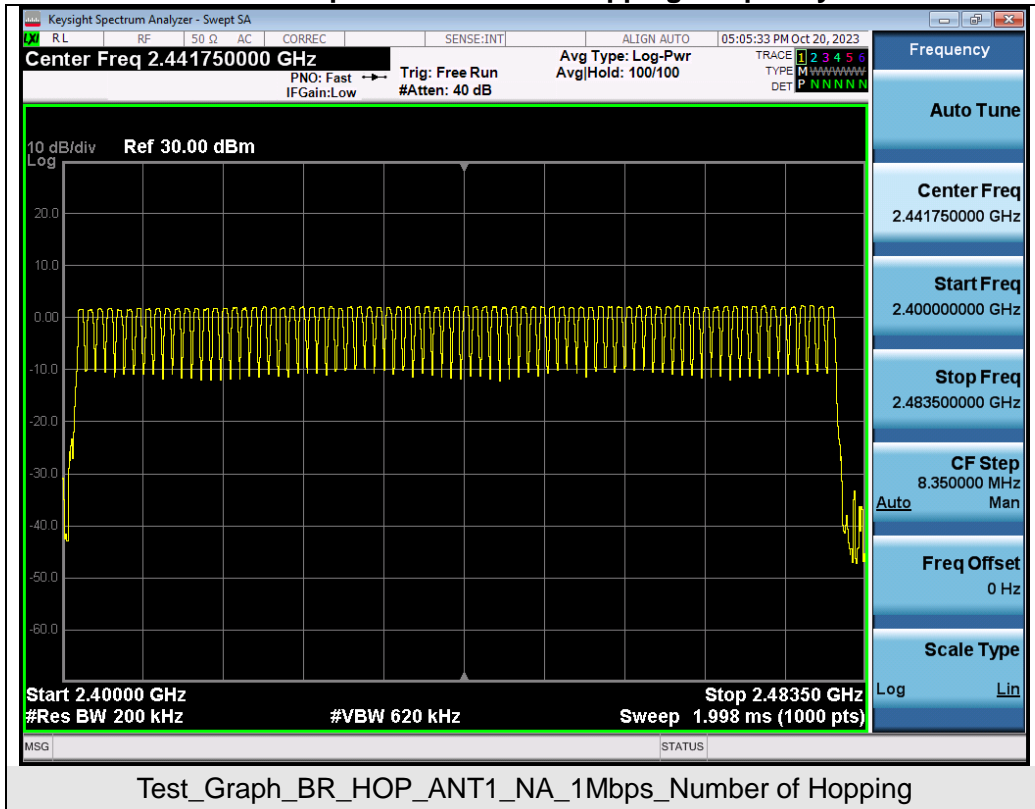 Keysight Spectrum Analyzer - Swept SA
LXI RL RF 50 Ω AC CORREC SENSE:INT ALIGN AUTO 05:05:33 PM Oct 20, 2023
Center Freq 2.441750000 GHz
PNO: Fast
IFGain:Low
Trig: Free Run
#Atten: 40 dB
Avg Type: Log-Pwr
Avg|Hold: 100/100
TRACE 1 2 3 4 5 6
TYPE M WWWWW
DET P N N N N N
10 dB/div Ref 30.00 dBm
Log
20.0
10.0
0.00
-10.0
-20.0
-30.0
-40.0
-50.0
-60.0
Start 2.40000 GHz Stop 2.48350 GHz
#Res BW 200 kHz #VBW 620 kHz Sweep 1.998 ms (1000 pts)
MSG STATUS
Frequency
Auto Tune
Center Freq
2.441750000 GHz
Start Freq
2.400000000 GHz
Stop Freq
2.483500000 GHz
CF Step
8.350000 MHz
Auto Man
Freq Offset
0 Hz
Scale Type
Log Lin
Test_Graph_BR_HOP_ANT1_NA_1Mbps_Number of Hopping